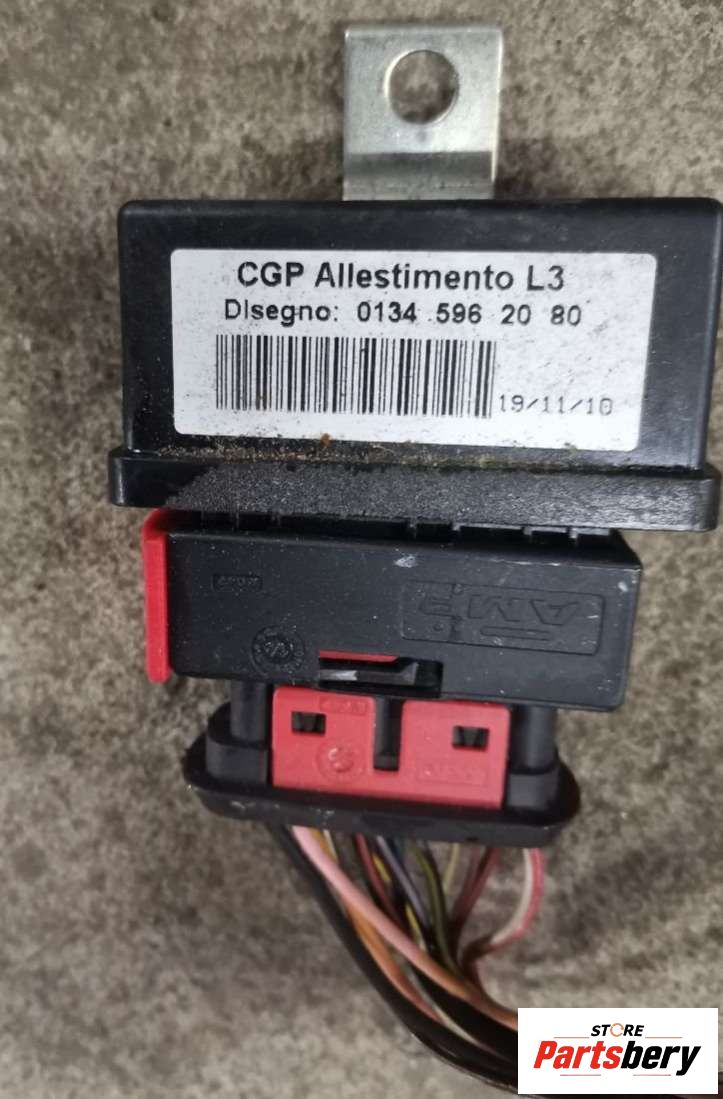 CGP Allestimento L3
Disegno: 0134 596 20 80
19/11/10
AMP
STORE
Partsbery